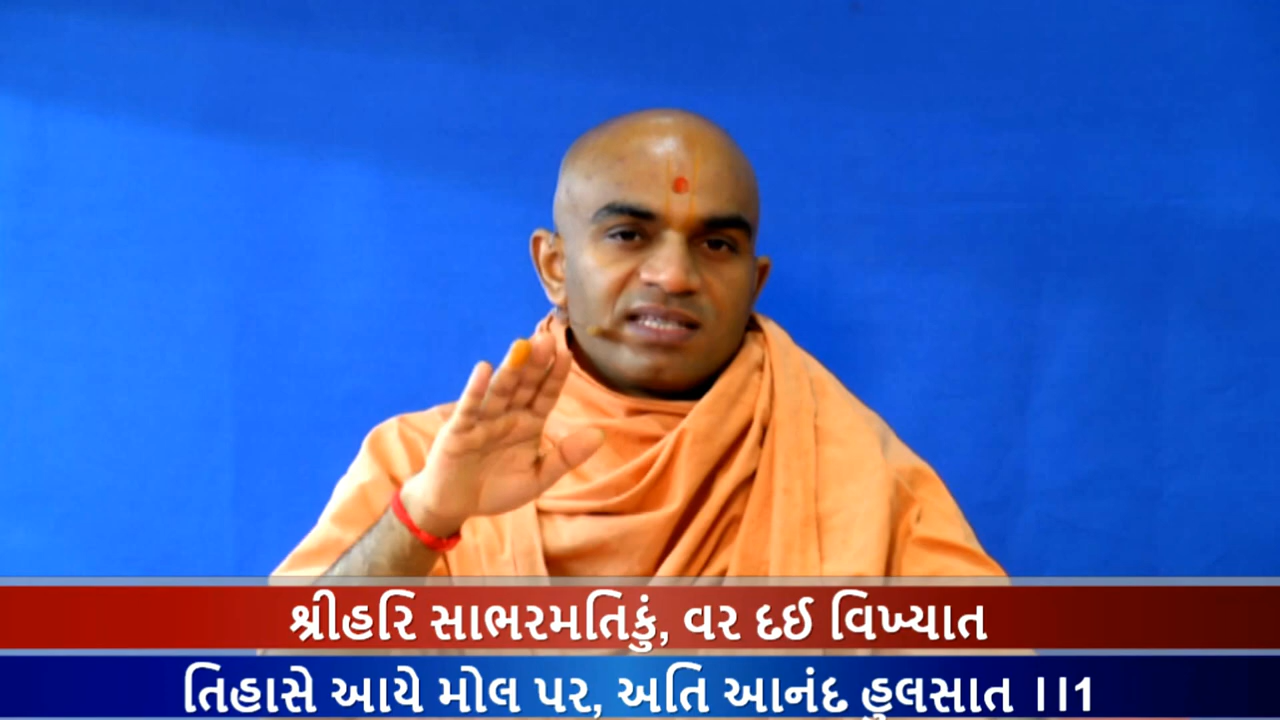 શ્રીહરિ સાભરમતિકું, વર દઈ વિખ્યાત
તિહાસે આયે મોલ પર, અતિ આનંદ હુલસાત ।।1